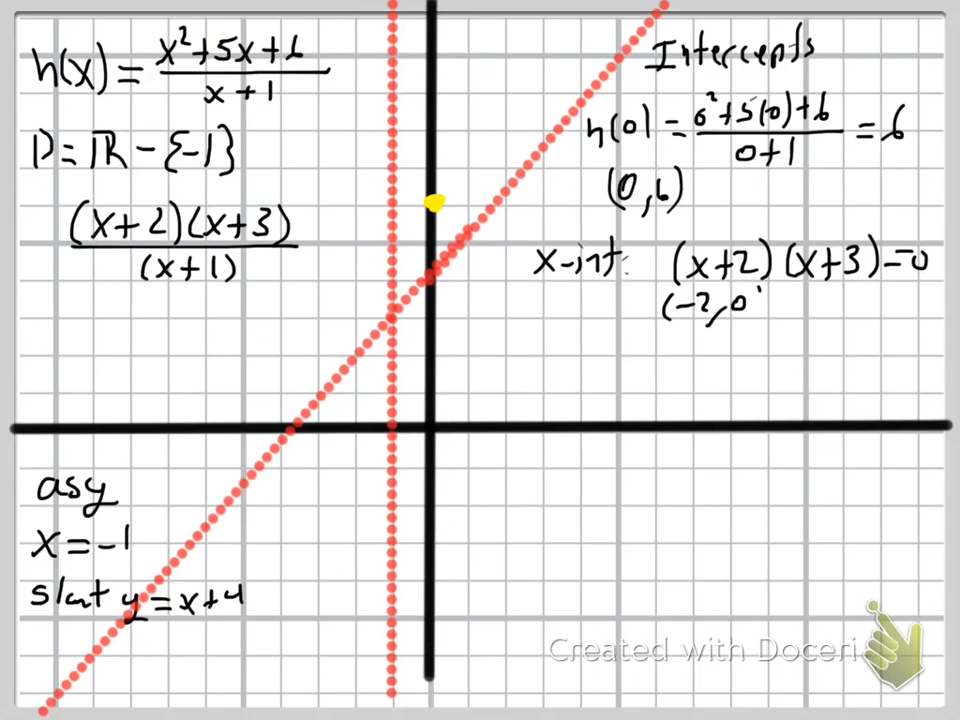 h(x) = x²+5x+6 / x+1
D = ℝ - {-1}
(x+2)(x+3) / (x+1)
Intercepts
h(0) = 0²+5(0)+6 / 0+1 = 6
(0,6)
x-int: (x+2)(x+3)=0
(-2,0
asy
x=-1
slant y=x+4
Created with Doceri